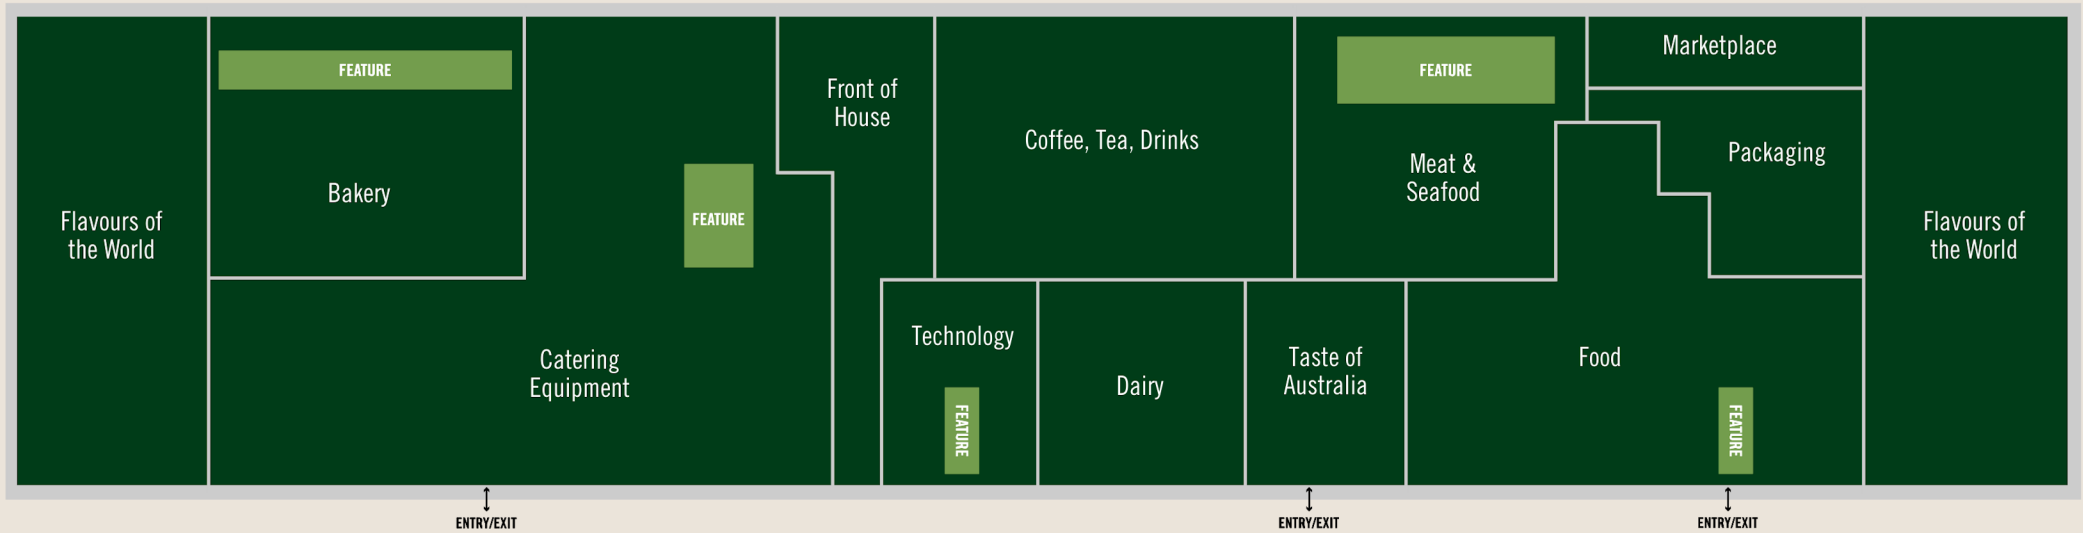 Flavours of
the World
FEATURE
Bakery
Catering
Equipment
FEATURE
Front of
House
Coffee, Tea, Drinks
Technology
FEATURE
Dairy
Taste of
Australia
FEATURE
Meat &
Seafood
Marketplace
Packaging
Food
FEATURE
Flavours of
the World
ENTRY/EXIT
ENTRY/EXIT
ENTRY/EXIT